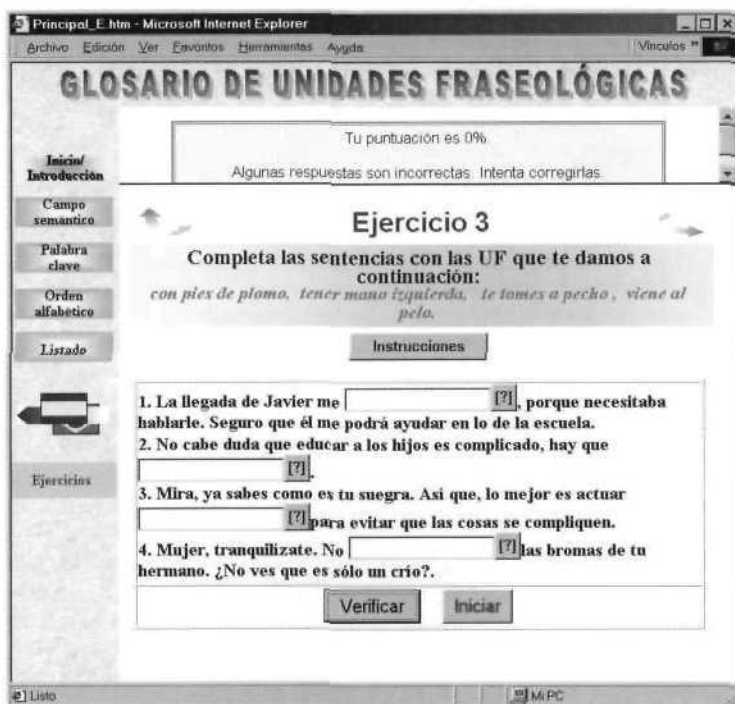 Principal_E.htm - Microsoft Internet Explorer
Archivo Edición Ver Favoritos Herramientas Ayuda Vínculos »
GLOSARIO DE UNIDADES FRASEOLÓGICAS
Tu puntuación es 0%.
Algunas respuestas son incorrectas. Intenta corregirlas.
Inicio/
Introducción
Campo
semántico
Palabra
clave
Orden
alfabético
Listado
Ejercicios
Ejercicio 3
Completa las sentencias con las UF que te damos a
continuación:
con pies de plomo, tener mano izquierda, te tomes a pecho , viene al
pelo.
Instrucciones
1. La llegada de Javier me [?], porque necesitaba
hablarle. Seguro que él me podrá ayudar en lo de la escuela.
2. No cabe duda que educar a los hijos es complicado, hay que
[?].
3. Mira, ya sabes como es tu suegra. Asi que, lo mejor es actuar
[?] para evitar que las cosas se compliquen.
4. Mujer, tranquilízate. No [?] las bromas de tu
hermano. ¿No ves que es sólo un crío?.
Verificar Iniciar
Listo Mi PC